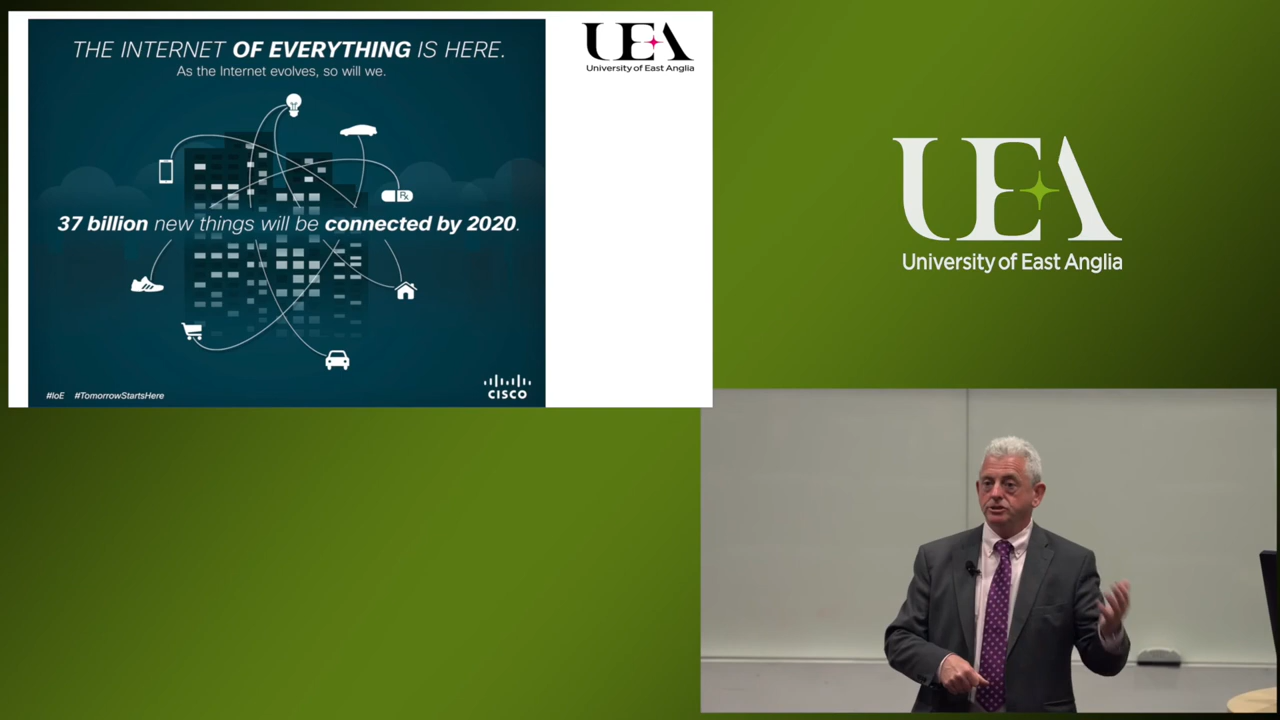 THE INTERNET OF EVERYTHING IS HERE.
As the Internet evolves, so will we.
Rx
37 billion new things will be connected by 2020.
#IoE #TomorrowStartsHere
CISCO
UEA
University of East Anglia
UEA
University of East Anglia